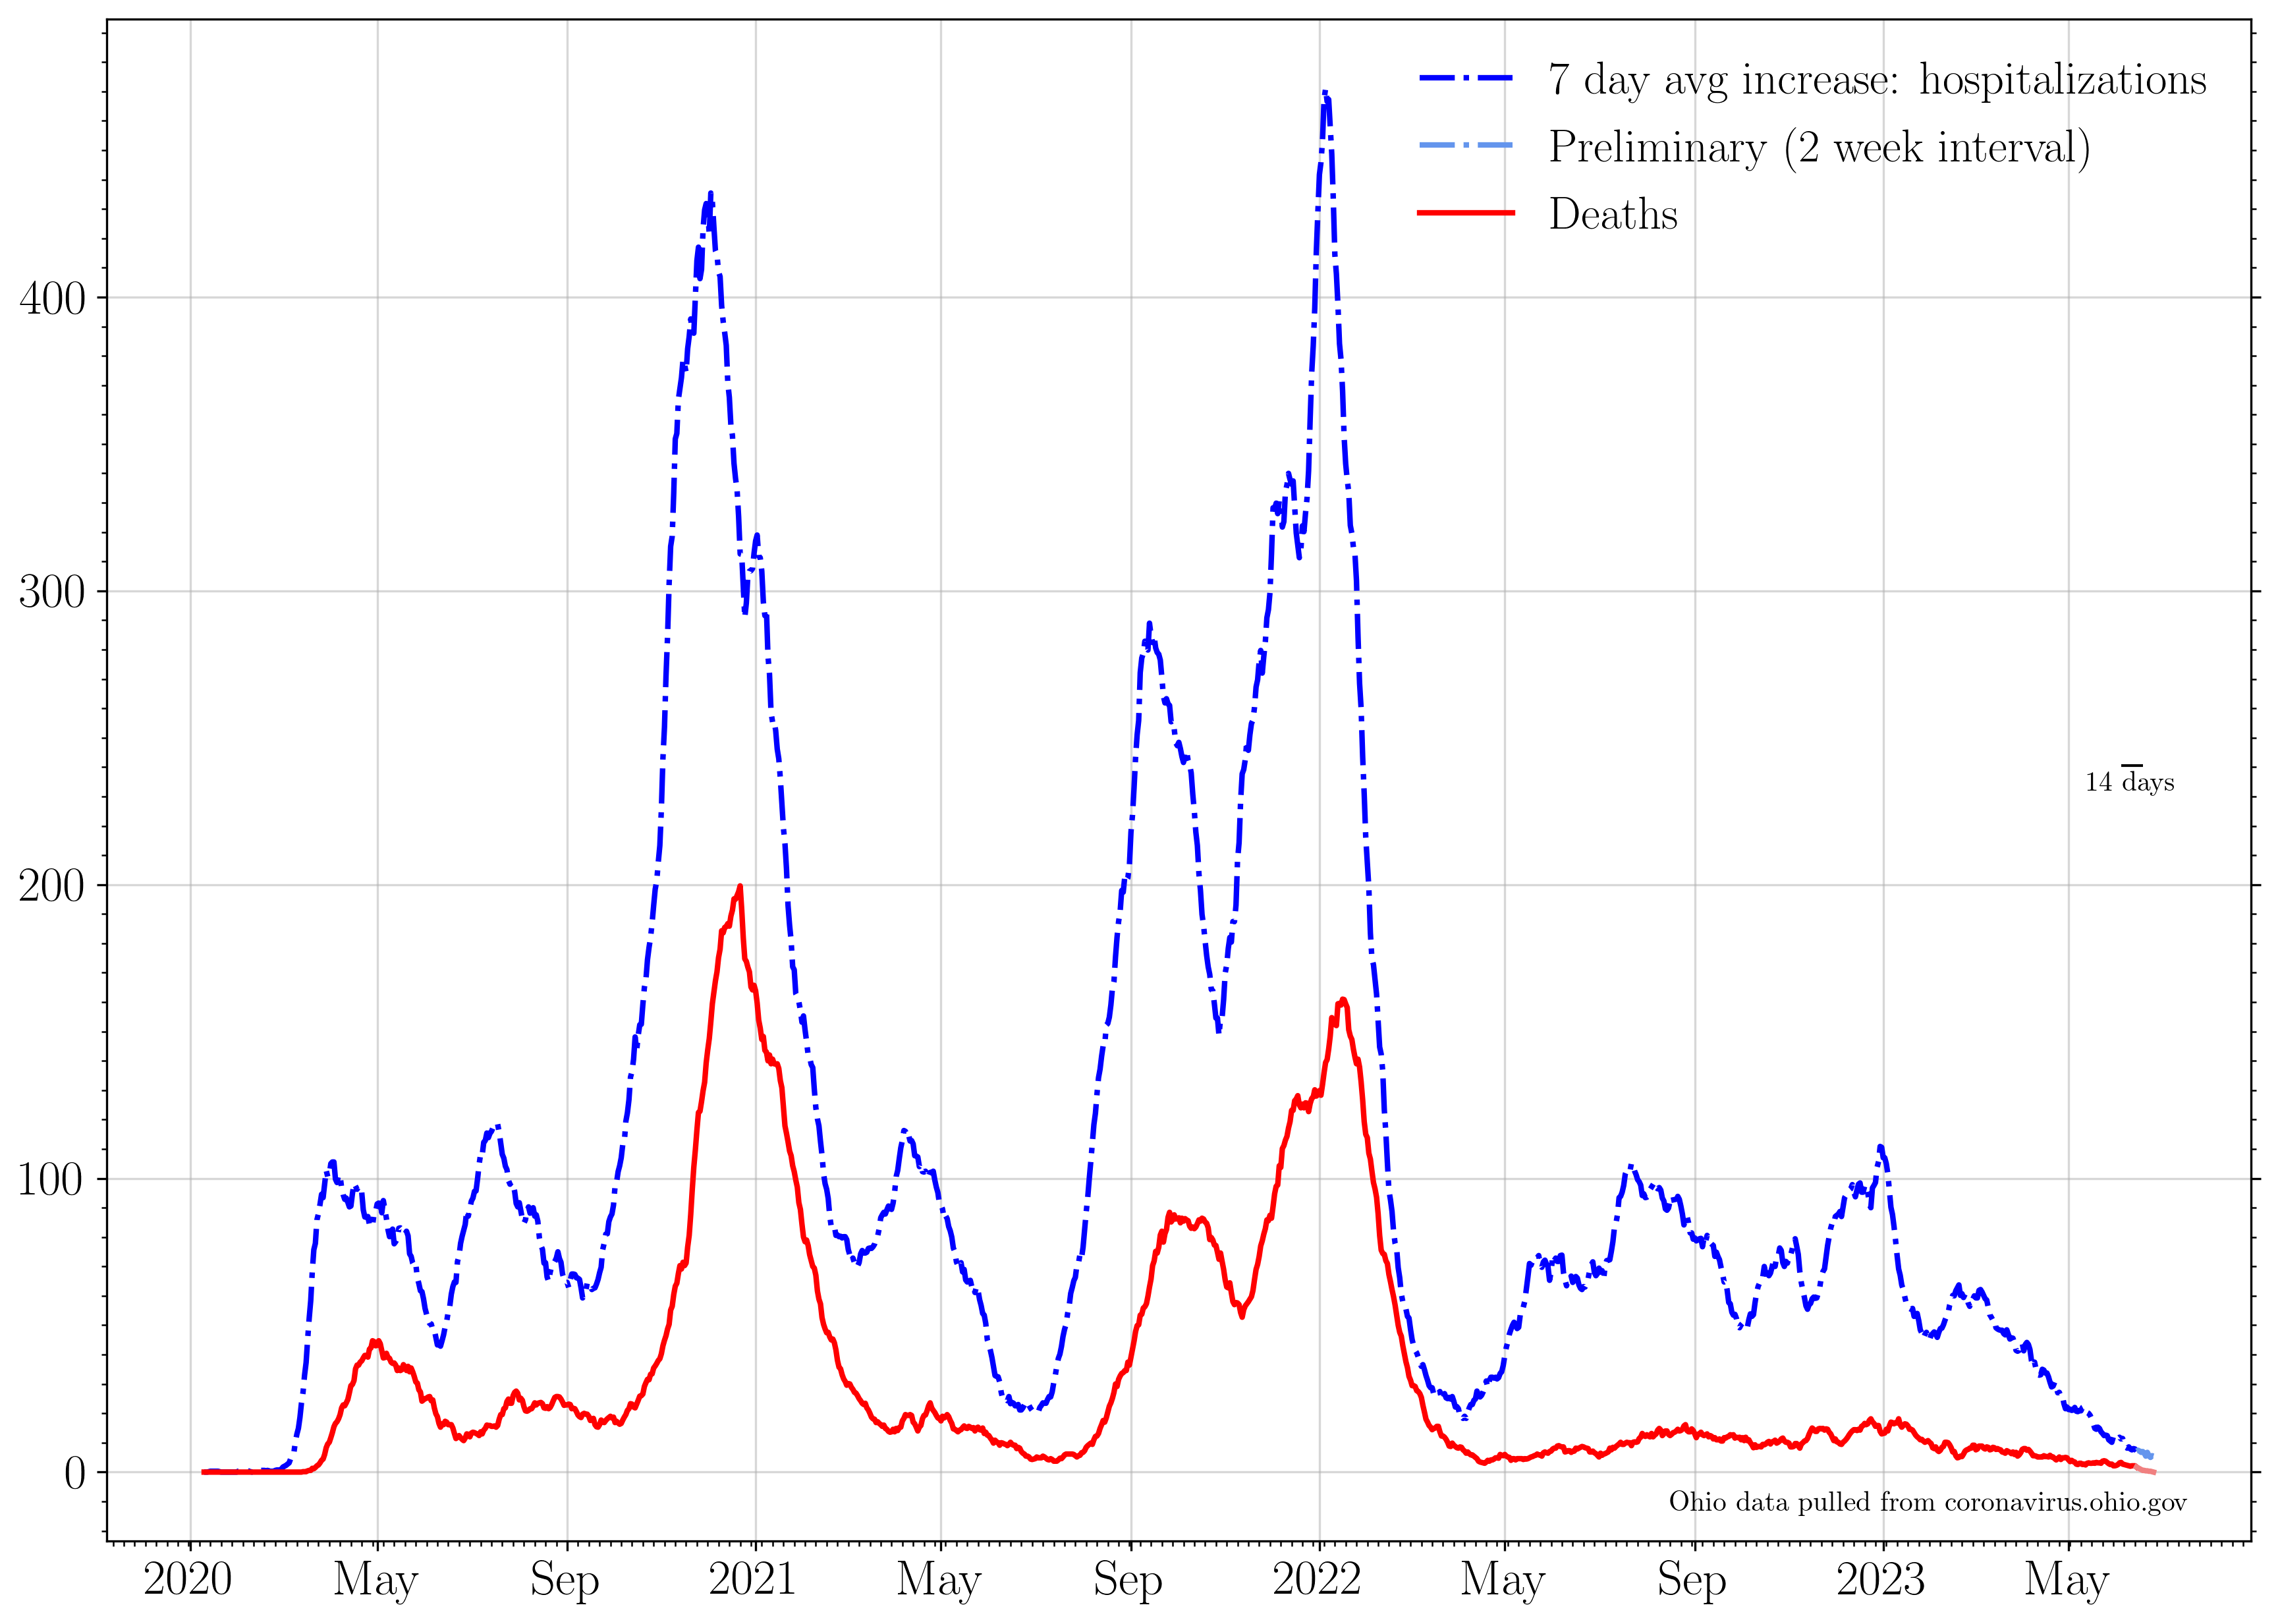 7 day avg increase: hospitalizations
Preliminary (2 week interval)
Deaths
400
300
14 days
200
100
0
Ohio data pulled from coronavirus.ohio.gov
2020 May Sep 2021 May Sep 2022 May Sep 2023 May